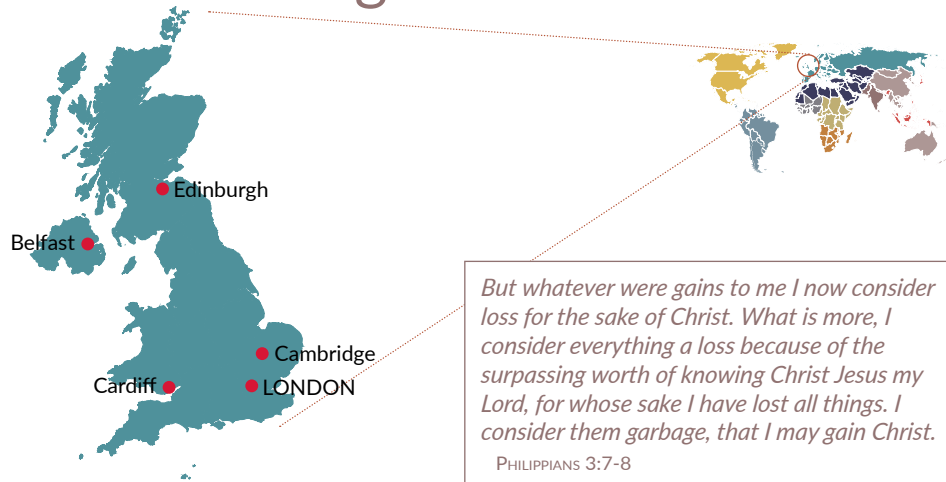 Edinburgh
Belfast
Cambridge
Cardiff
LONDON
But whatever were gains to me I now consider
loss for the sake of Christ. What is more, I
consider everything a loss because of the
surpassing worth of knowing Christ Jesus my
Lord, for whose sake I have lost all things. I
consider them garbage, that I may gain Christ.
Philippians 3:7-8